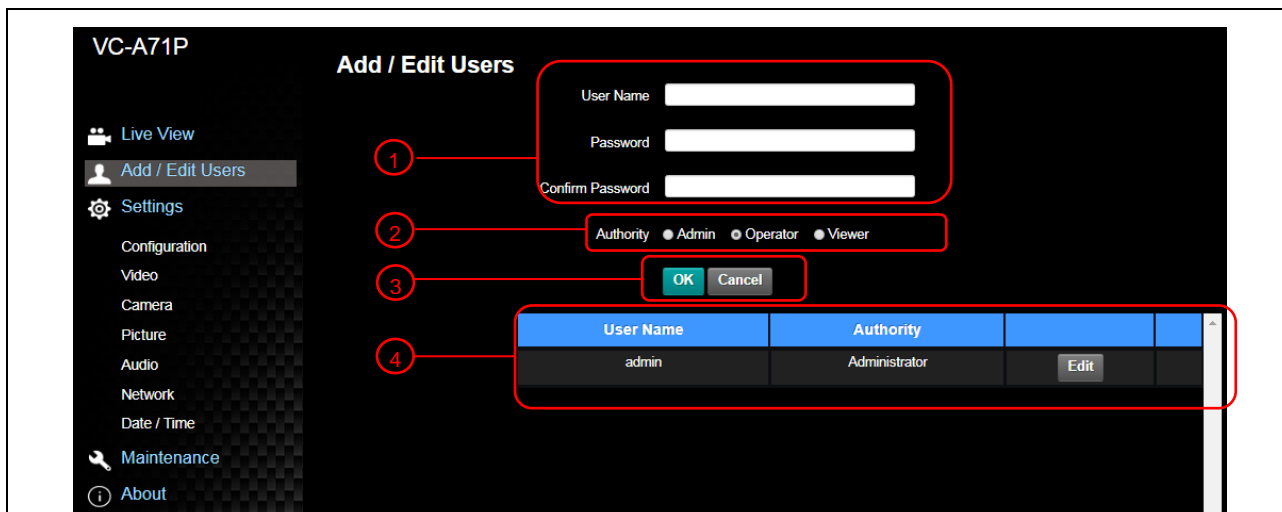 VC-A71P
Live View
Add / Edit Users
Settings
Configuration
Video
Camera
Picture
Audio
Network
Date / Time
Maintenance
About
Add / Edit Users
1
User Name
Password
Confirm Password
2
Authority Admin Operator Viewer
3
OK Cancel
4
User Name Authority
admin Administrator Edit